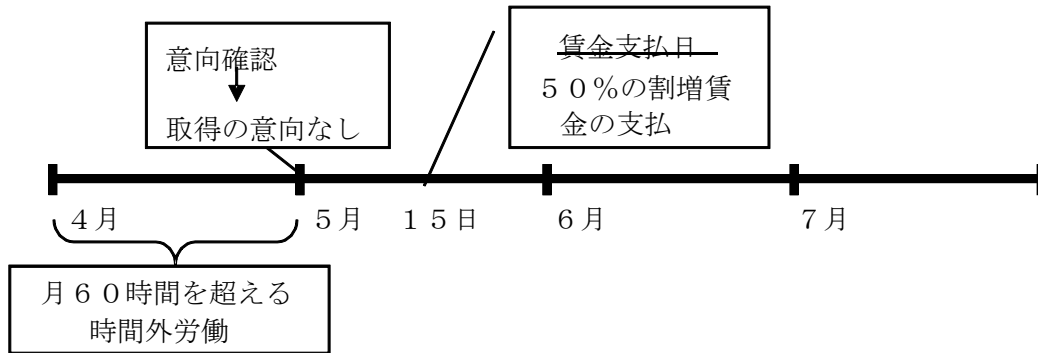 意向確認
取得の意向なし
賃金支払日
５０％の割増賃
金の支払
４月
５月
１５日
６月
７月
月６０時間を超える
時間外労働